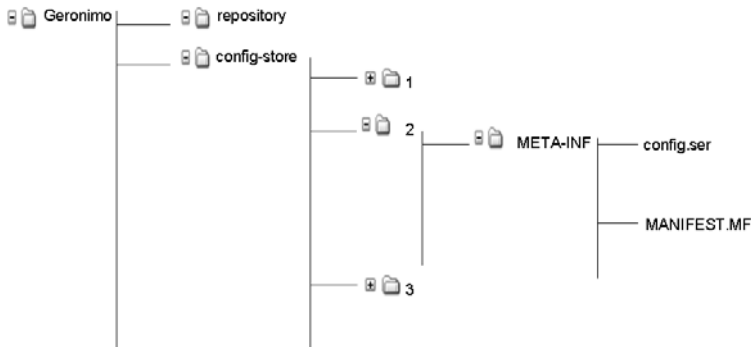 Geronimo
repository
config-store
1
2
META-INF
config.ser
MANIFEST.MF
3